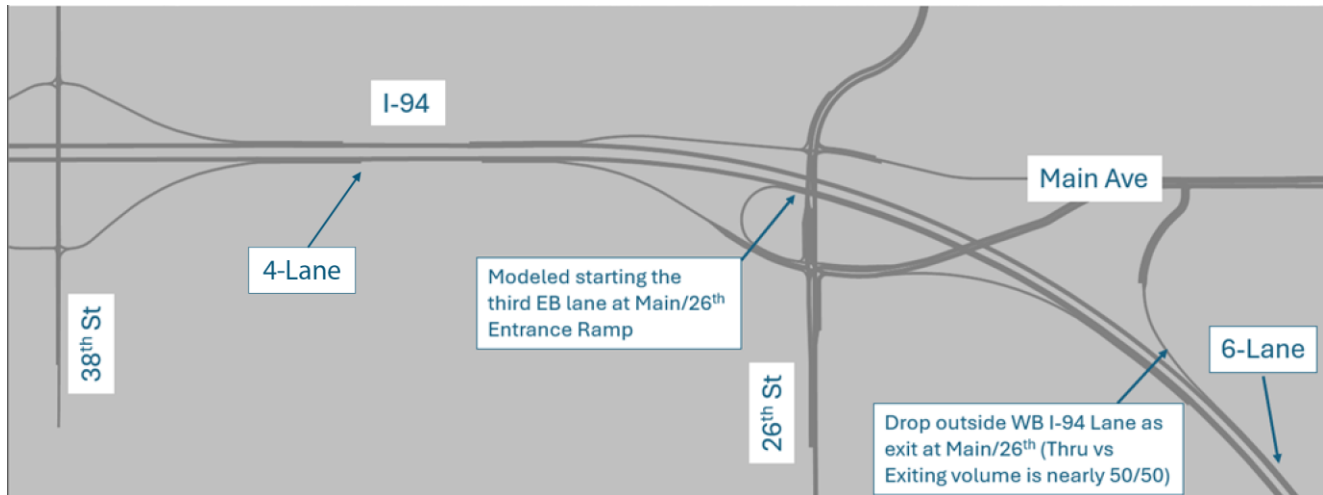 I-94
Main Ave
4-Lane
Modeled starting the
third EB lane at Main/26th
Entrance Ramp
38th St
26th St
6-Lane
Drop outside WB I-94 Lane as
exit at Main/26th (Thru vs
Exiting volume is nearly 50/50)